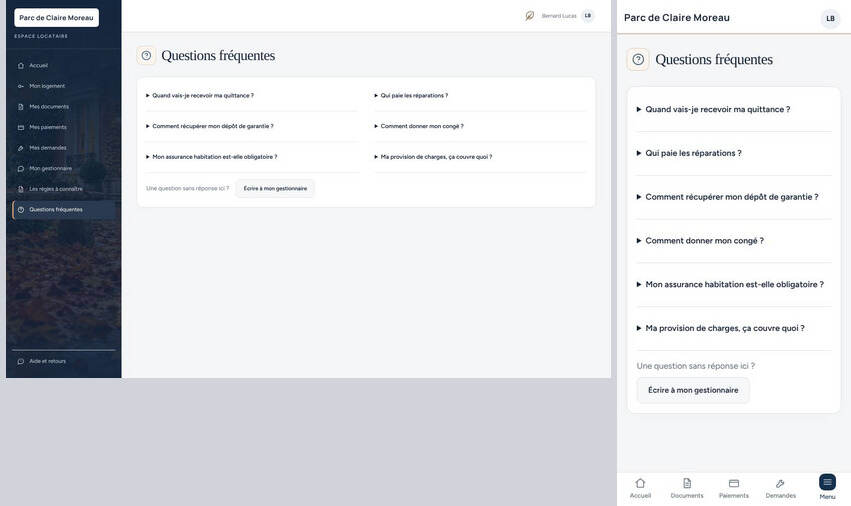 Parc de Claire Moreau
ESPACE LOCATAIRE
Accueil
Mon logement
Mes documents
Mes paiements
Mes demandes
Mon gestionnaire
Les règles à connaître
Questions fréquentes
Aide et retours
Bernard Lucas LB
Questions fréquentes
Quand vais-je recevoir ma quittance ?
Qui paie les réparations ?
Comment récupérer mon dépôt de garantie ?
Comment donner mon congé ?
Mon assurance habitation est-elle obligatoire ?
Ma provision de charges, ça couvre quoi ?
Une question sans réponse ici ? Écrire à mon gestionnaire
Parc de Claire Moreau LB
Questions fréquentes
Quand vais-je recevoir ma quittance ?
Qui paie les réparations ?
Comment récupérer mon dépôt de garantie ?
Comment donner mon congé ?
Mon assurance habitation est-elle obligatoire ?
Ma provision de charges, ça couvre quoi ?
Une question sans réponse ici ?
Écrire à mon gestionnaire
Accueil Documents Paiements Demandes Menu